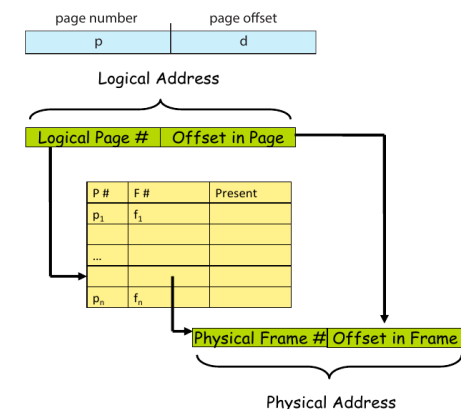 page number page offset
p d
Logical Address
Logical Page # Offset in Page
P # F # Present
p₁ f₁
...
pₙ fₙ
Physical Frame # Offset in Frame
Physical Address